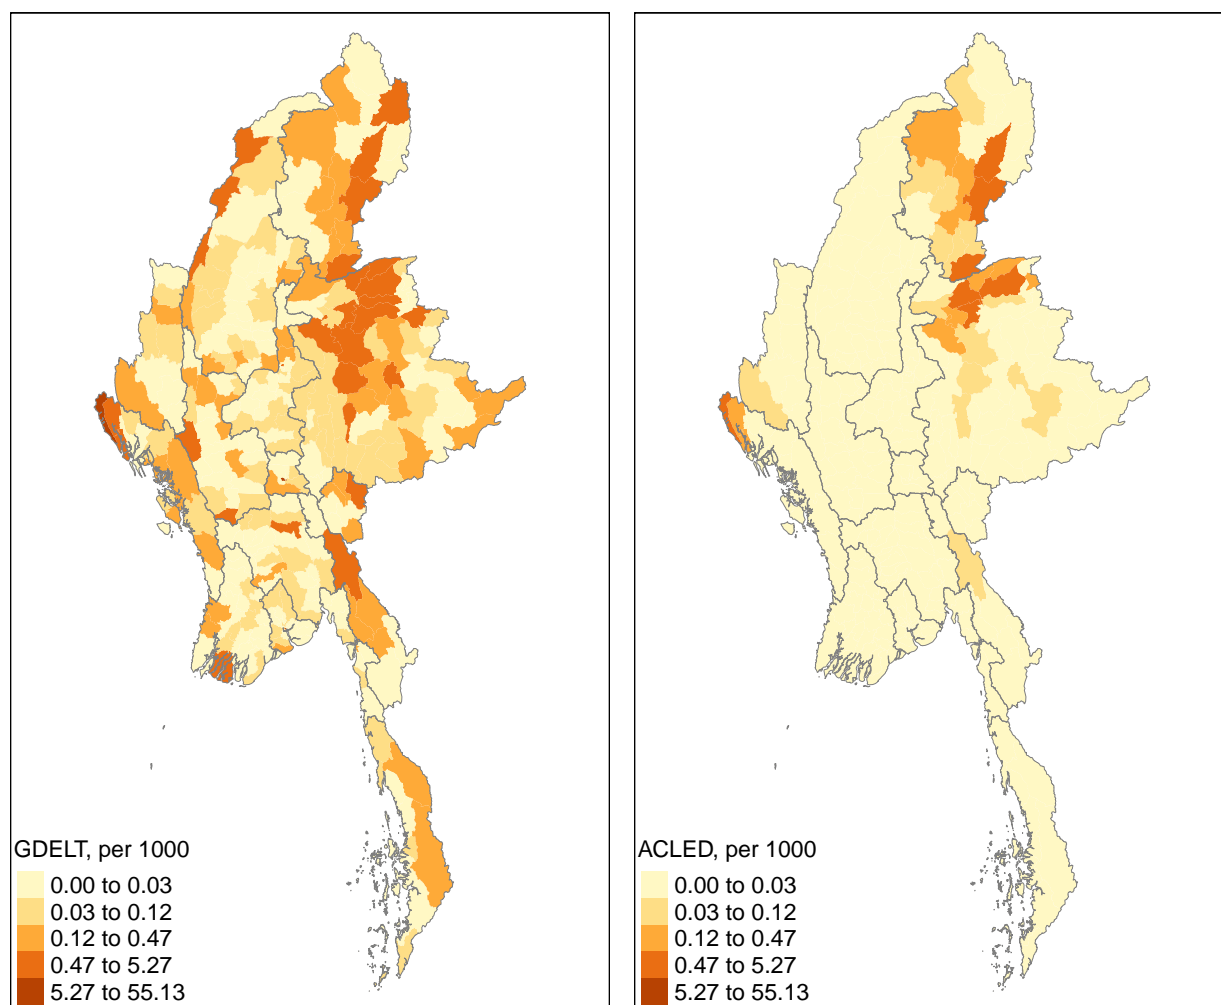 GDELT, per 1000
0.00 to 0.03
0.03 to 0.12
0.12 to 0.47
0.47 to 5.27
5.27 to 55.13
ACLED, per 1000
0.00 to 0.03
0.03 to 0.12
0.12 to 0.47
0.47 to 5.27
5.27 to 55.13